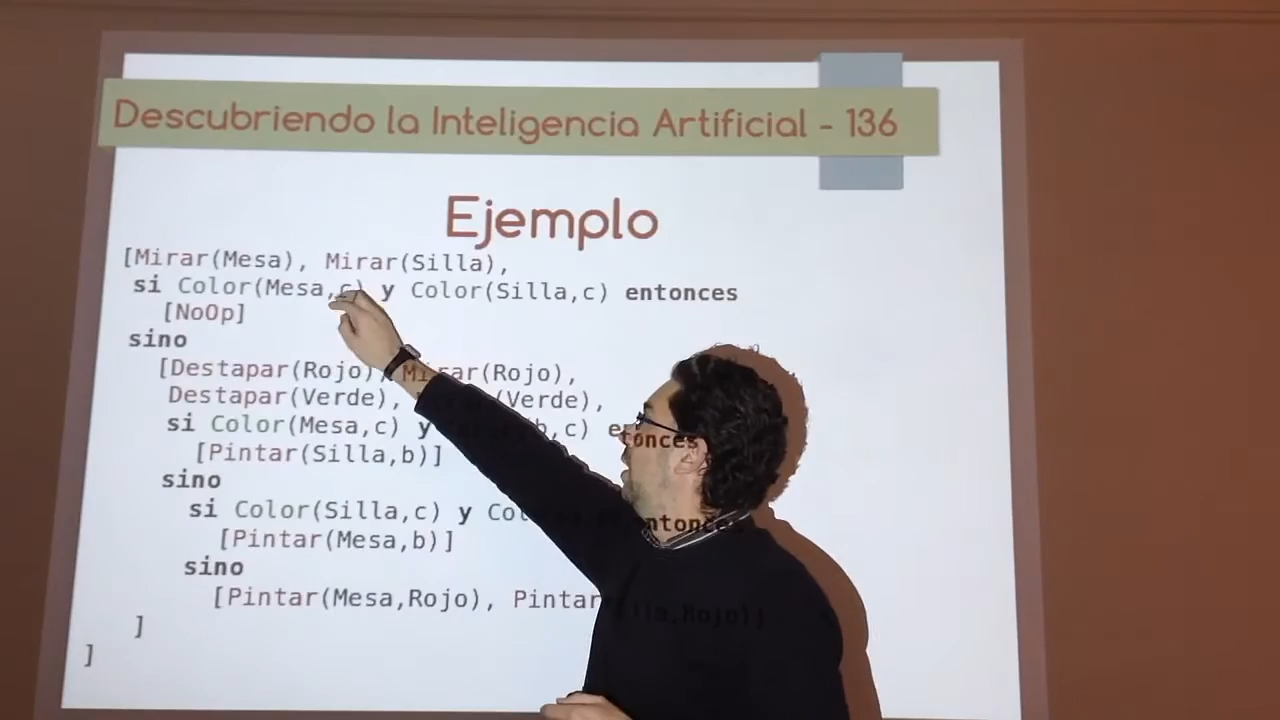 Descubriendo la Inteligencia Artificial - 136
Ejemplo
[Mirar(Mesa), Mirar(Silla),
si Color(Mesa,c) y Color(Silla,c) entonces
[NoOp]
sino
[Destapar(Rojo), Mirar(Rojo),
Destapar(Verde), (Verde),
si Color(Mesa,c) y b,c) entonces
[Pintar(Silla,b)]
sino
si Color(Silla,c) y entonces
[Pintar(Mesa,b)]
sino
[Pintar(Mesa,Rojo), Pintar
]
]